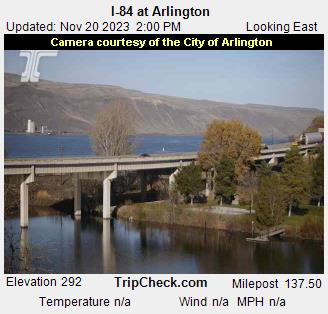 I-84 at Arlington
Updated: Nov 20 2023 2:00 PM Looking East
Camera courtesy of the City of Arlington
Elevation 292 TripCheck.com Milepost 137.50
Temperature n/a Wind n/a MPH n/a